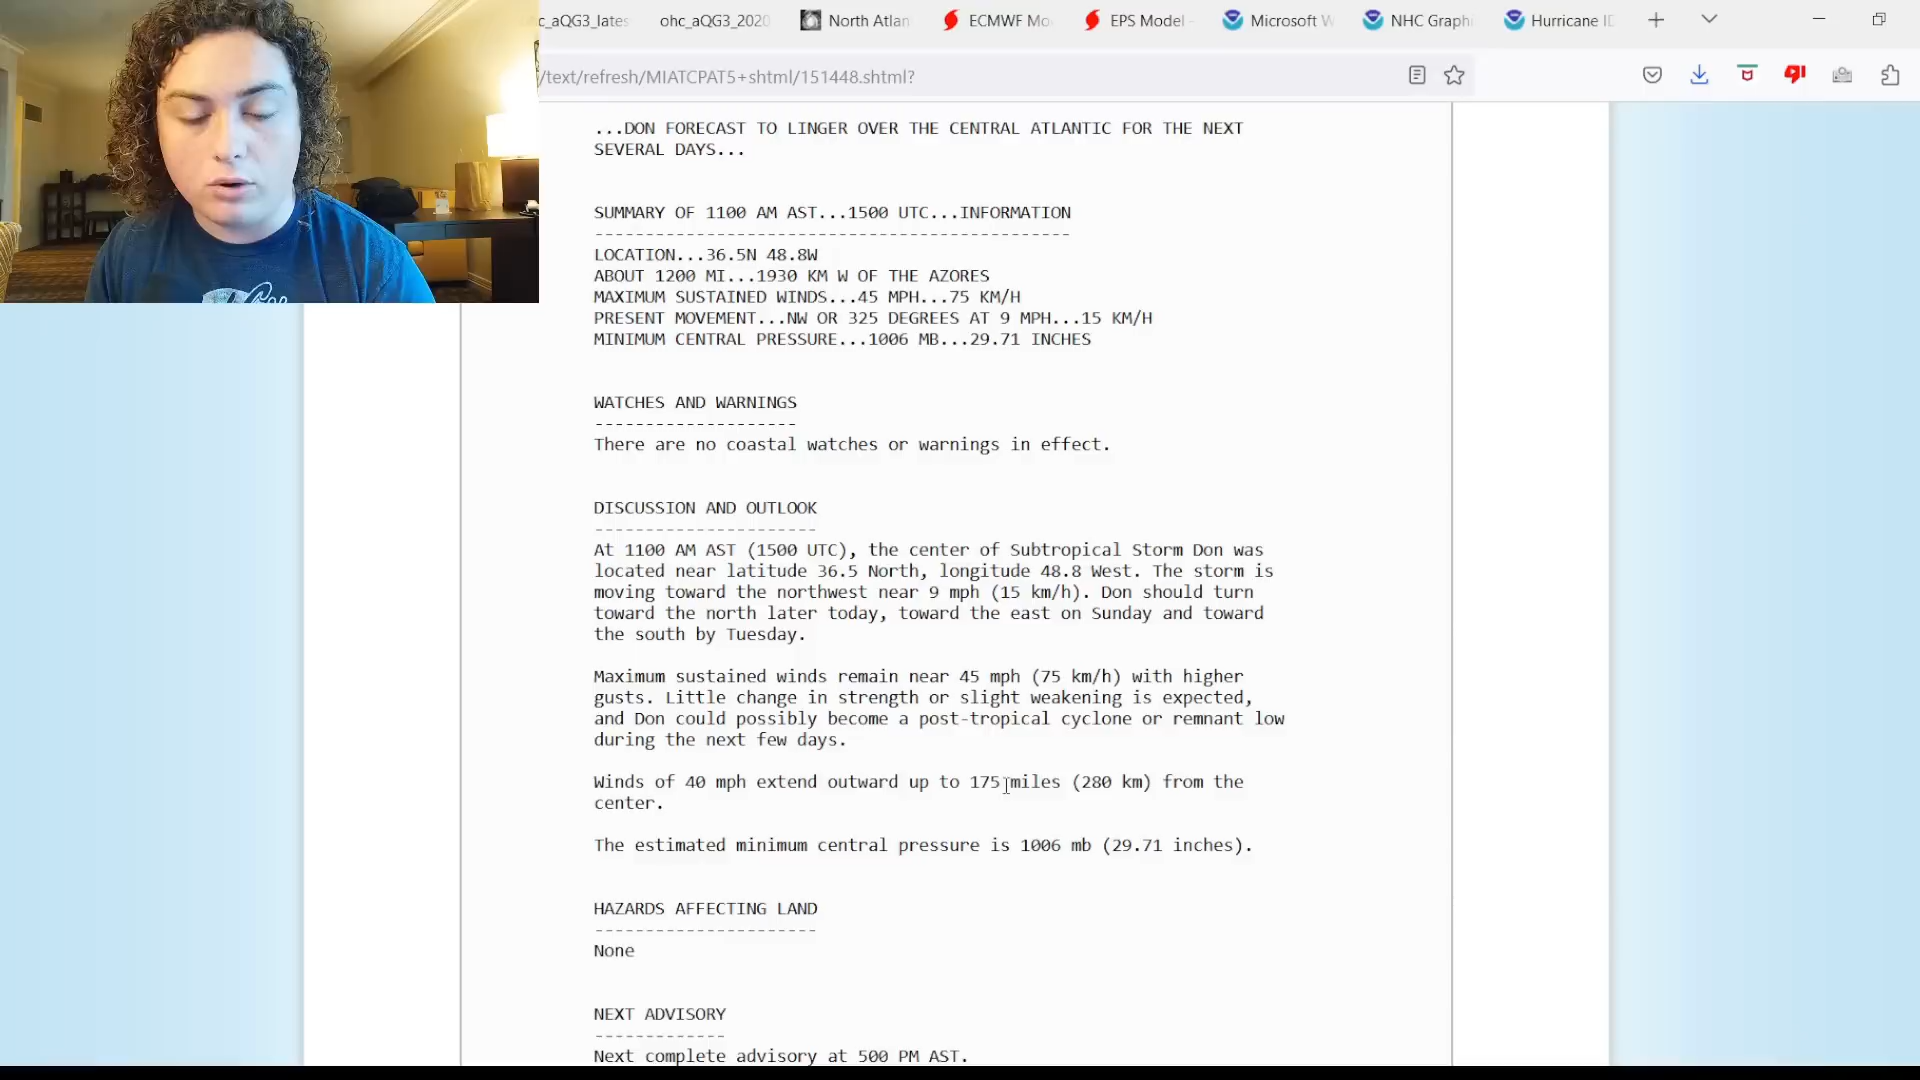 c_aQG3_lates
ohc_aQG3_2020
North Atlan
ECMWF Mo
EPS Model -
Microsoft W
NHC Graphi
Hurricane ID
/text/refresh/MIATCPAT5+shtml/151448.shtml?
...DON FORECAST TO LINGER OVER THE CENTRAL ATLANTIC FOR THE NEXT
SEVERAL DAYS...
SUMMARY OF 1100 AM AST...1500 UTC...INFORMATION
-----------------------------------------------
LOCATION...36.5N 48.8W
ABOUT 1200 MI...1930 KM W OF THE AZORES
MAXIMUM SUSTAINED WINDS...45 MPH...75 KM/H
PRESENT MOVEMENT...NW OR 325 DEGREES AT 9 MPH...15 KM/H
MINIMUM CENTRAL PRESSURE...1006 MB...29.71 INCHES
WATCHES AND WARNINGS
--------------------
There are no coastal watches or warnings in effect.
DISCUSSION AND OUTLOOK
----------------------
At 1100 AM AST (1500 UTC), the center of Subtropical Storm Don was
located near latitude 36.5 North, longitude 48.8 West. The storm is
moving toward the northwest near 9 mph (15 km/h). Don should turn
toward the north later today, toward the east on Sunday and toward
the south by Tuesday.
Maximum sustained winds remain near 45 mph (75 km/h) with higher
gusts. Little change in strength or slight weakening is expected,
and Don could possibly become a post-tropical cyclone or remnant low
during the next few days.
Winds of 40 mph extend outward up to 175 miles (280 km) from the
center.
The estimated minimum central pressure is 1006 mb (29.71 inches).
HAZARDS AFFECTING LAND
----------------------
None
NEXT ADVISORY
-------------
Next complete advisory at 500 PM AST.